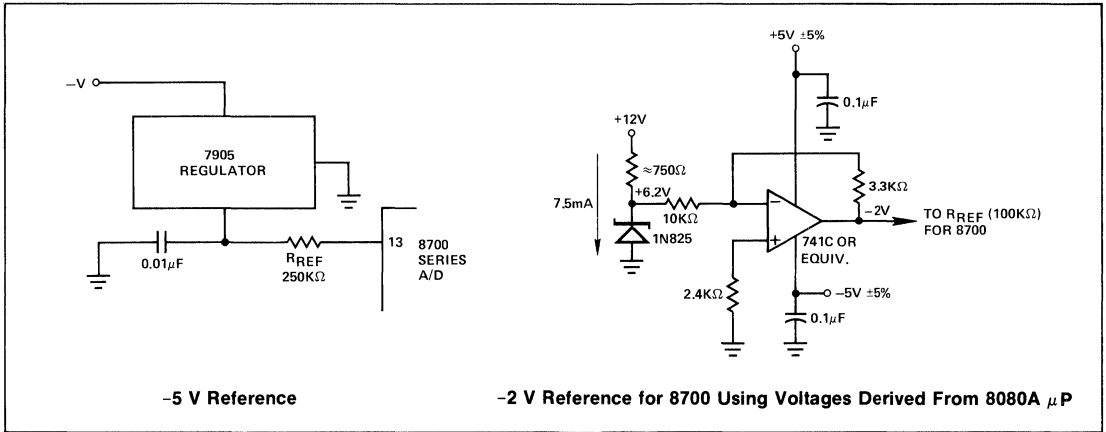 −V
7905
REGULATOR
0.01µF
RREF
250KΩ
13
8700
SERIES
A/D
−5 V Reference
+5V ±5%
0.1µF
+12V
≈750Ω
+6.2V
7.5mA
10KΩ
1N825
3.3KΩ
−
+
−2V
TO RREF (100KΩ)
FOR 8700
741C OR
EQUIV.
2.4KΩ
−5V ±5%
0.1µF
−2 V Reference for 8700 Using Voltages Derived From 8080A µP